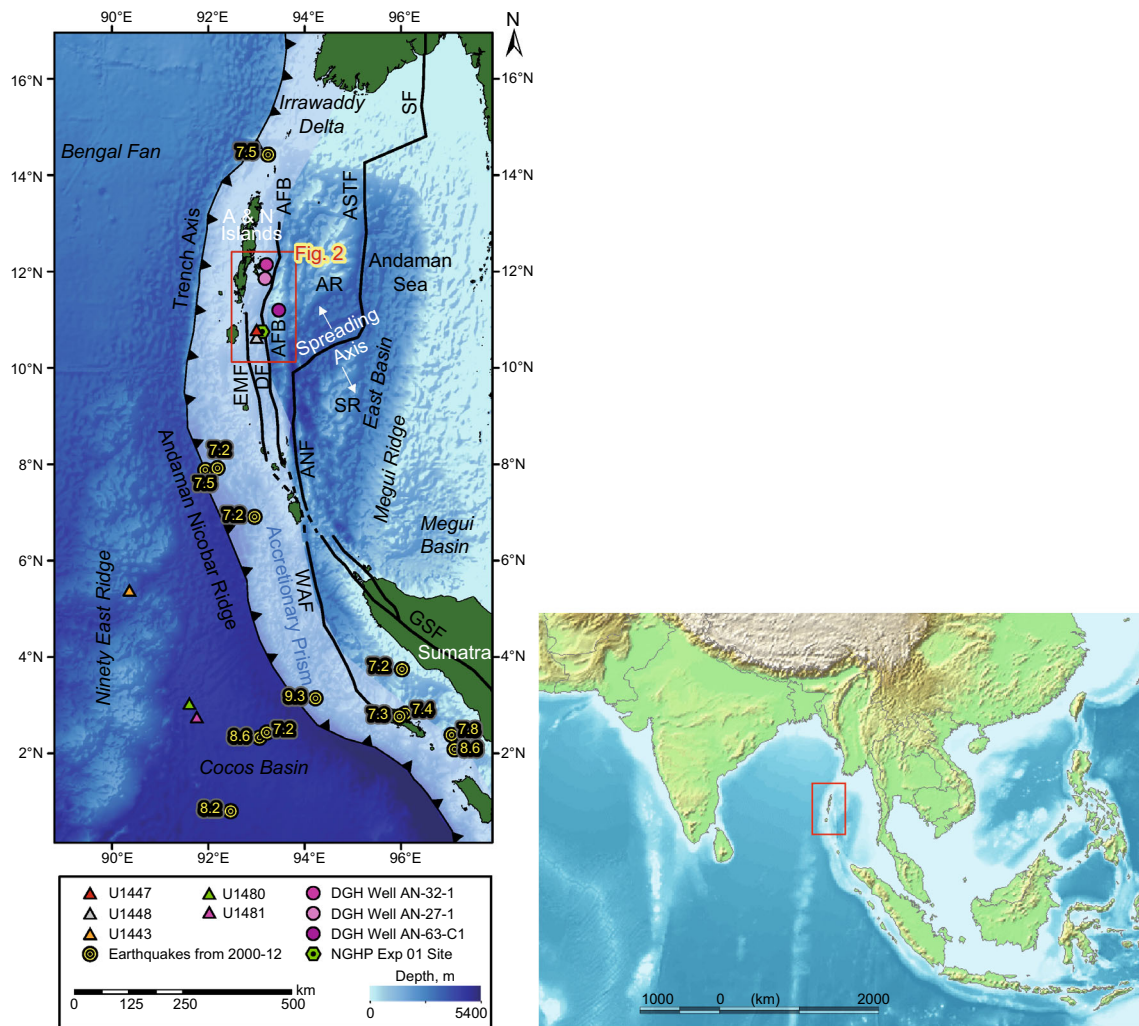 90°E 92°E 94°E 96°E N
16°N 16°N
SF
Irrawaddy
Delta
Bengal Fan
7.5
14°N 14°N
AFB
ASTF
A & N
Islands
Trench Axis
Fig. 2
12°N 12°N
AR
Andaman
Sea
AFB
Spreading
Axis
10°N 10°N
EMF
DF
SR
East Basin
Megui Ridge
ANF
8°N 8°N
7.2
7.5
7.2
Andaman Nicobar Ridge
Accretionary Prism
Megui
Basin
6°N 6°N
Ninety East Ridge
WAF
GSF
Sumatra
4°N 4°N
7.2
9.3
7.3
7.4
7.8
8.6
8.6
7.2
2°N 2°N
Cocos Basin
8.2
90°E 92°E 94°E 96°E
U1447
U1448
U1443
Earthquakes from 2000-12
U1480
U1481
DGH Well AN-32-1
DGH Well AN-27-1
DGH Well AN-63-C1
NGHP Exp 01 Site
km
0 125 250 500
Depth, m
0 5400
1000 0 (km) 2000